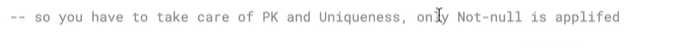 -- so you have to take care of PK and Uniqueness, only Not-null is applifed